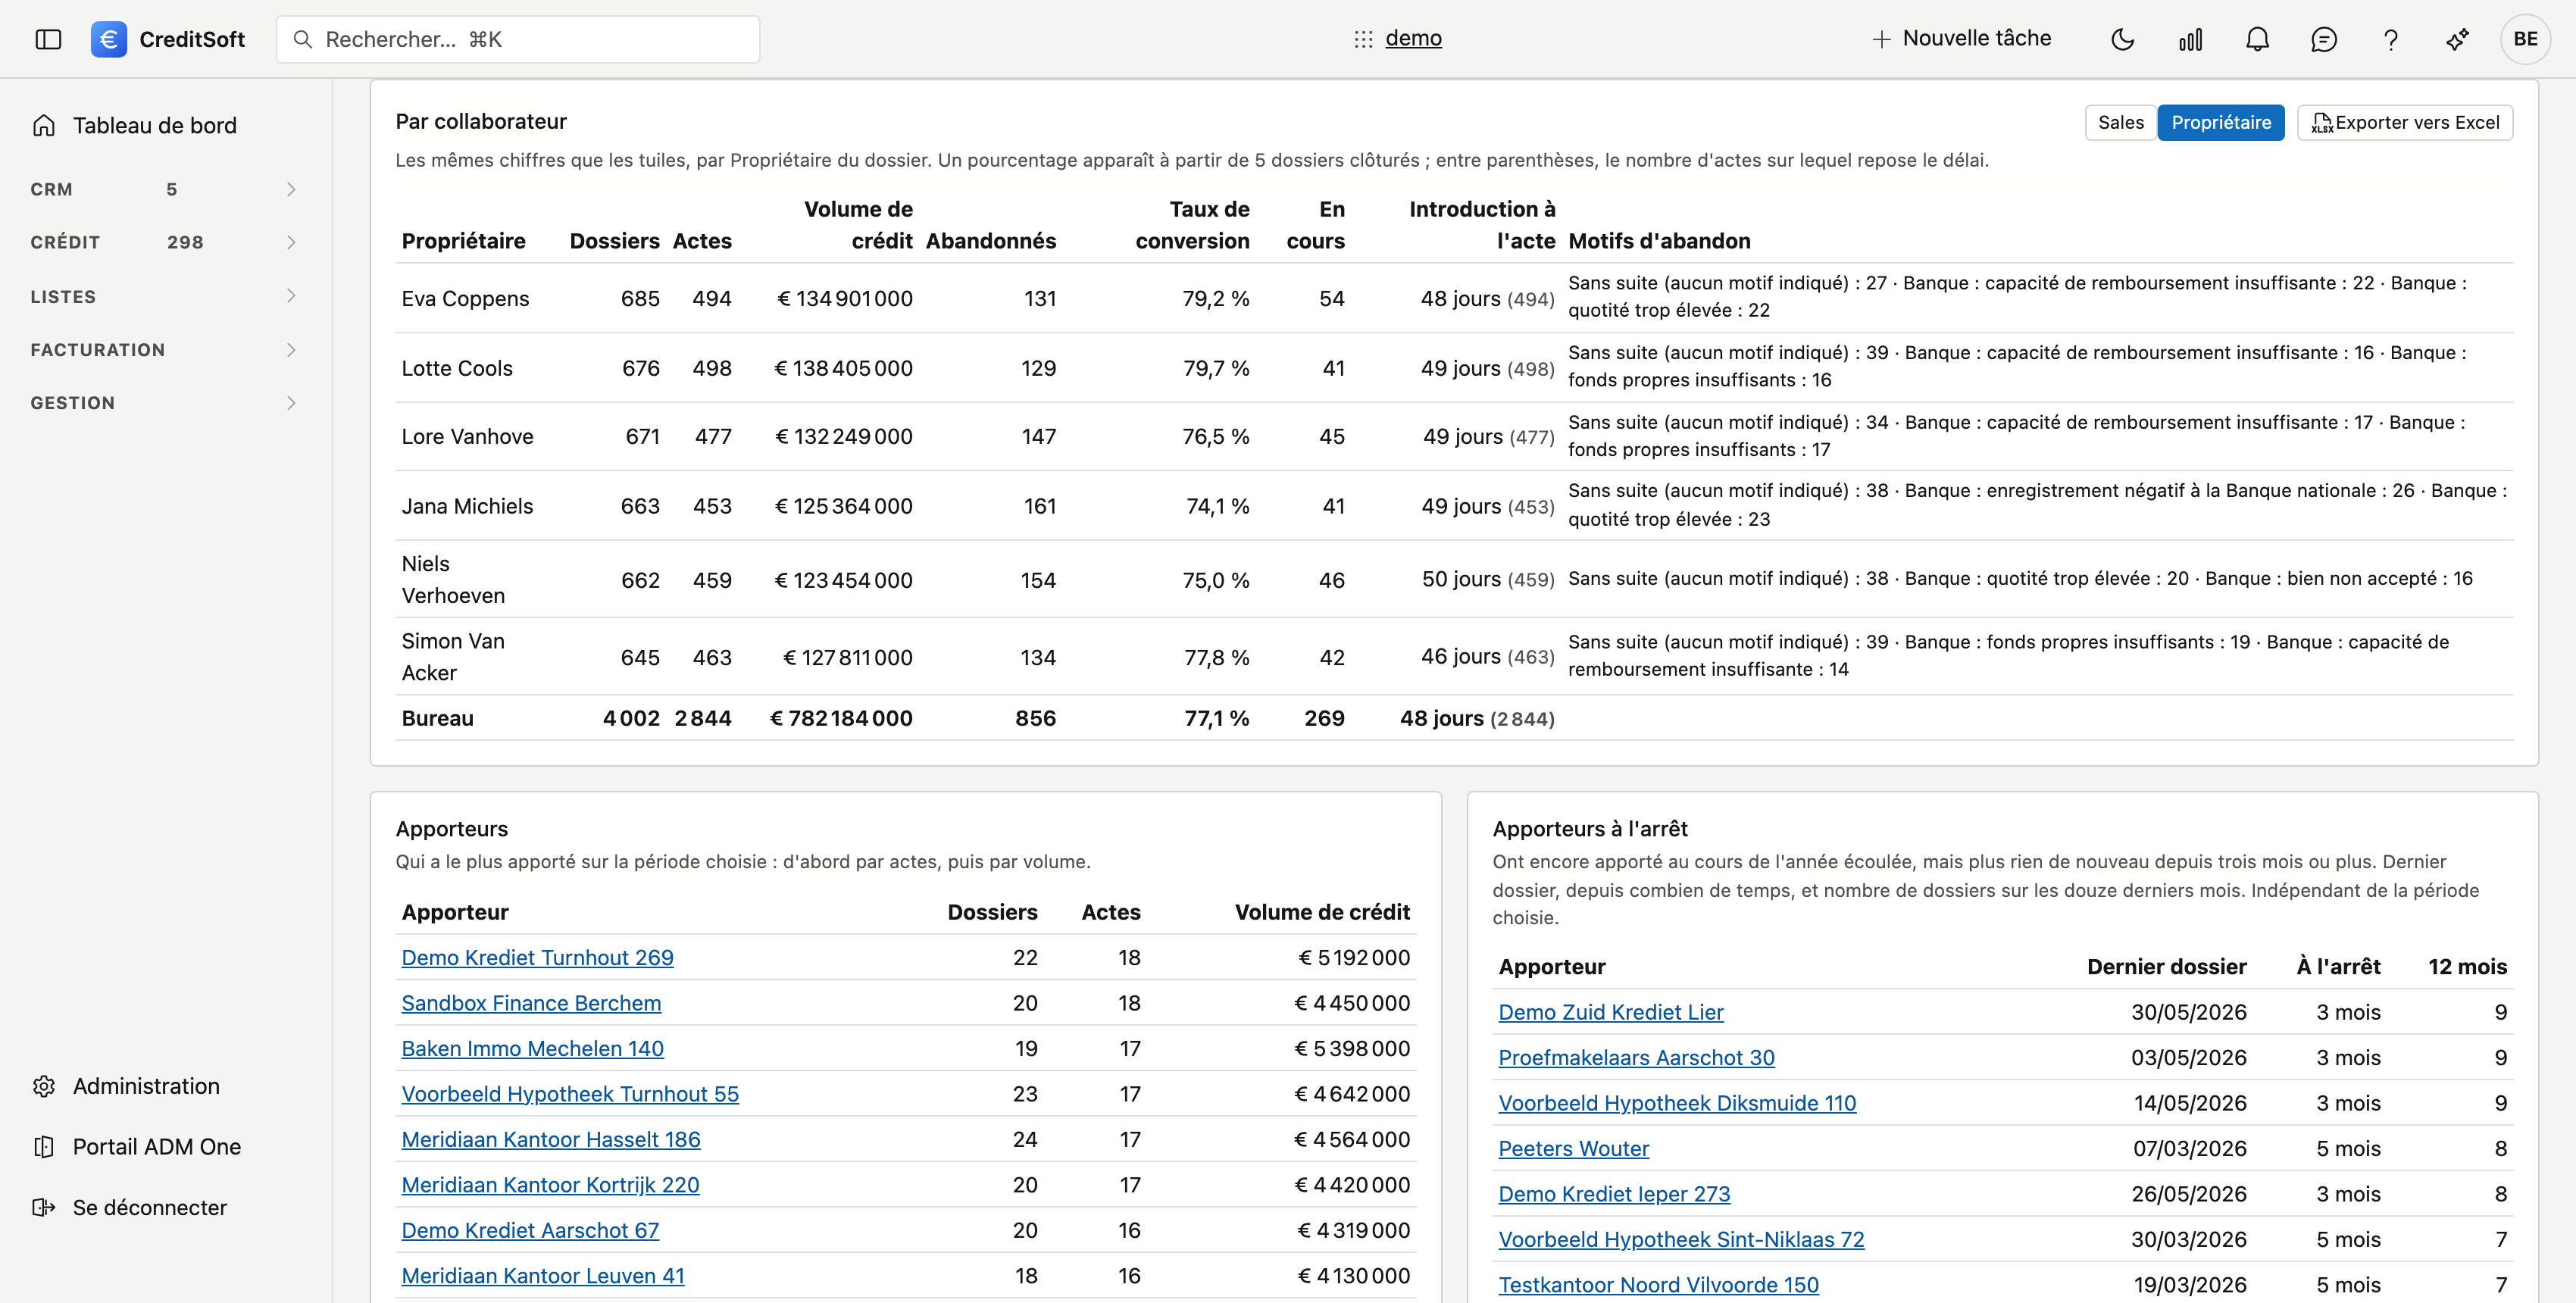 € CreditSoft Rechercher... ⌘K demo Nouvelle tâche ? BE
Tableau de bord
CRM 5
CRÉDIT 298
LISTES
FACTURATION
GESTION
Administration
Portail ADM One
Se déconnecter
Par collaborateur Sales Propriétaire XLSX Exporter vers Excel
Les mêmes chiffres que les tuiles, par Propriétaire du dossier. Un pourcentage apparaît à partir de 5 dossiers clôturés ; entre parenthèses, le nombre d'actes sur lequel repose le délai.
Volume de Taux de En Introduction à
Propriétaire Dossiers Actes crédit Abandonnés conversion cours l'acte Motifs d'abandon
Eva Coppens 685 494 € 134 901 000 131 79,2 % 54 48 jours (494) Sans suite (aucun motif indiqué) : 27 · Banque : capacité de remboursement insuffisante : 22 · Banque :
quotité trop élevée : 22
Lotte Cools 676 498 € 138 405 000 129 79,7 % 41 49 jours (498) Sans suite (aucun motif indiqué) : 39 · Banque : capacité de remboursement insuffisante : 16 · Banque :
fonds propres insuffisants : 16
Lore Vanhove 671 477 € 132 249 000 147 76,5 % 45 49 jours (477) Sans suite (aucun motif indiqué) : 34 · Banque : capacité de remboursement insuffisante : 17 · Banque :
fonds propres insuffisants : 17
Jana Michiels 663 453 € 125 364 000 161 74,1 % 41 49 jours (453) Sans suite (aucun motif indiqué) : 38 · Banque : enregistrement négatif à la Banque nationale : 26 · Banque :
quotité trop élevée : 23
Niels
Verhoeven 662 459 € 123 454 000 154 75,0 % 46 50 jours (459) Sans suite (aucun motif indiqué) : 38 · Banque : quotité trop élevée : 20 · Banque : bien non accepté : 16
Simon Van
Acker 645 463 € 127 811 000 134 77,8 % 42 46 jours (463) Sans suite (aucun motif indiqué) : 39 · Banque : fonds propres insuffisants : 19 · Banque : capacité de
remboursement insuffisante : 14
Bureau 4 002 2 844 € 782 184 000 856 77,1 % 269 48 jours (2 844)
Apporteurs
Qui a le plus apporté sur la période choisie : d'abord par actes, puis par volume.
Apporteur Dossiers Actes Volume de crédit
Demo Krediet Turnhout 269 22 18 € 5 192 000
Sandbox Finance Berchem 20 18 € 4 450 000
Baken Immo Mechelen 140 19 17 € 5 398 000
Voorbeeld Hypotheek Turnhout 55 23 17 € 4 642 000
Meridiaan Kantoor Hasselt 186 24 17 € 4 564 000
Meridiaan Kantoor Kortrijk 220 20 17 € 4 420 000
Demo Krediet Aarschot 67 20 16 € 4 319 000
Meridiaan Kantoor Leuven 41 18 16 € 4 130 000
Apporteurs à l'arrêt
Ont encore apporté au cours de l'année écoulée, mais plus rien de nouveau depuis trois mois ou plus. Dernier
dossier, depuis combien de temps, et nombre de dossiers sur les douze derniers mois. Indépendant de la période
choisie.
Apporteur Dernier dossier À l'arrêt 12 mois
Demo Zuid Krediet Lier 30/05/2026 3 mois 9
Proefmakelaars Aarschot 30 03/05/2026 3 mois 9
Voorbeeld Hypotheek Diksmuide 110 14/05/2026 3 mois 9
Peeters Wouter 07/03/2026 5 mois 8
Demo Krediet Ieper 273 26/05/2026 3 mois 8
Voorbeeld Hypotheek Sint-Niklaas 72 30/03/2026 5 mois 7
Testkantoor Noord Vilvoorde 150 19/03/2026 5 mois 7